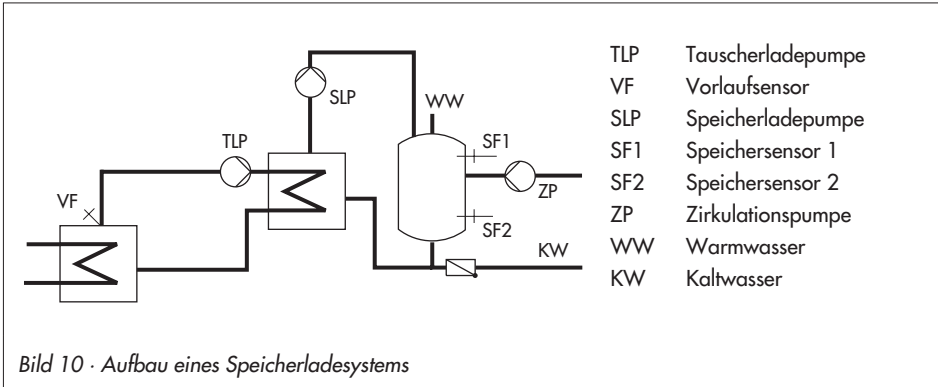 TLP Tauscherladepumpe
VF Vorlaufsensor
SLP Speicherladepumpe
SF1 Speichersensor 1
SF2 Speichersensor 2
ZP Zirkulationspumpe
WW Warmwasser
KW Kaltwasser
SLP
WW
TLP
SF1
ZP
VF
SF2
KW
Bild 10 · Aufbau eines Speicherladesystems